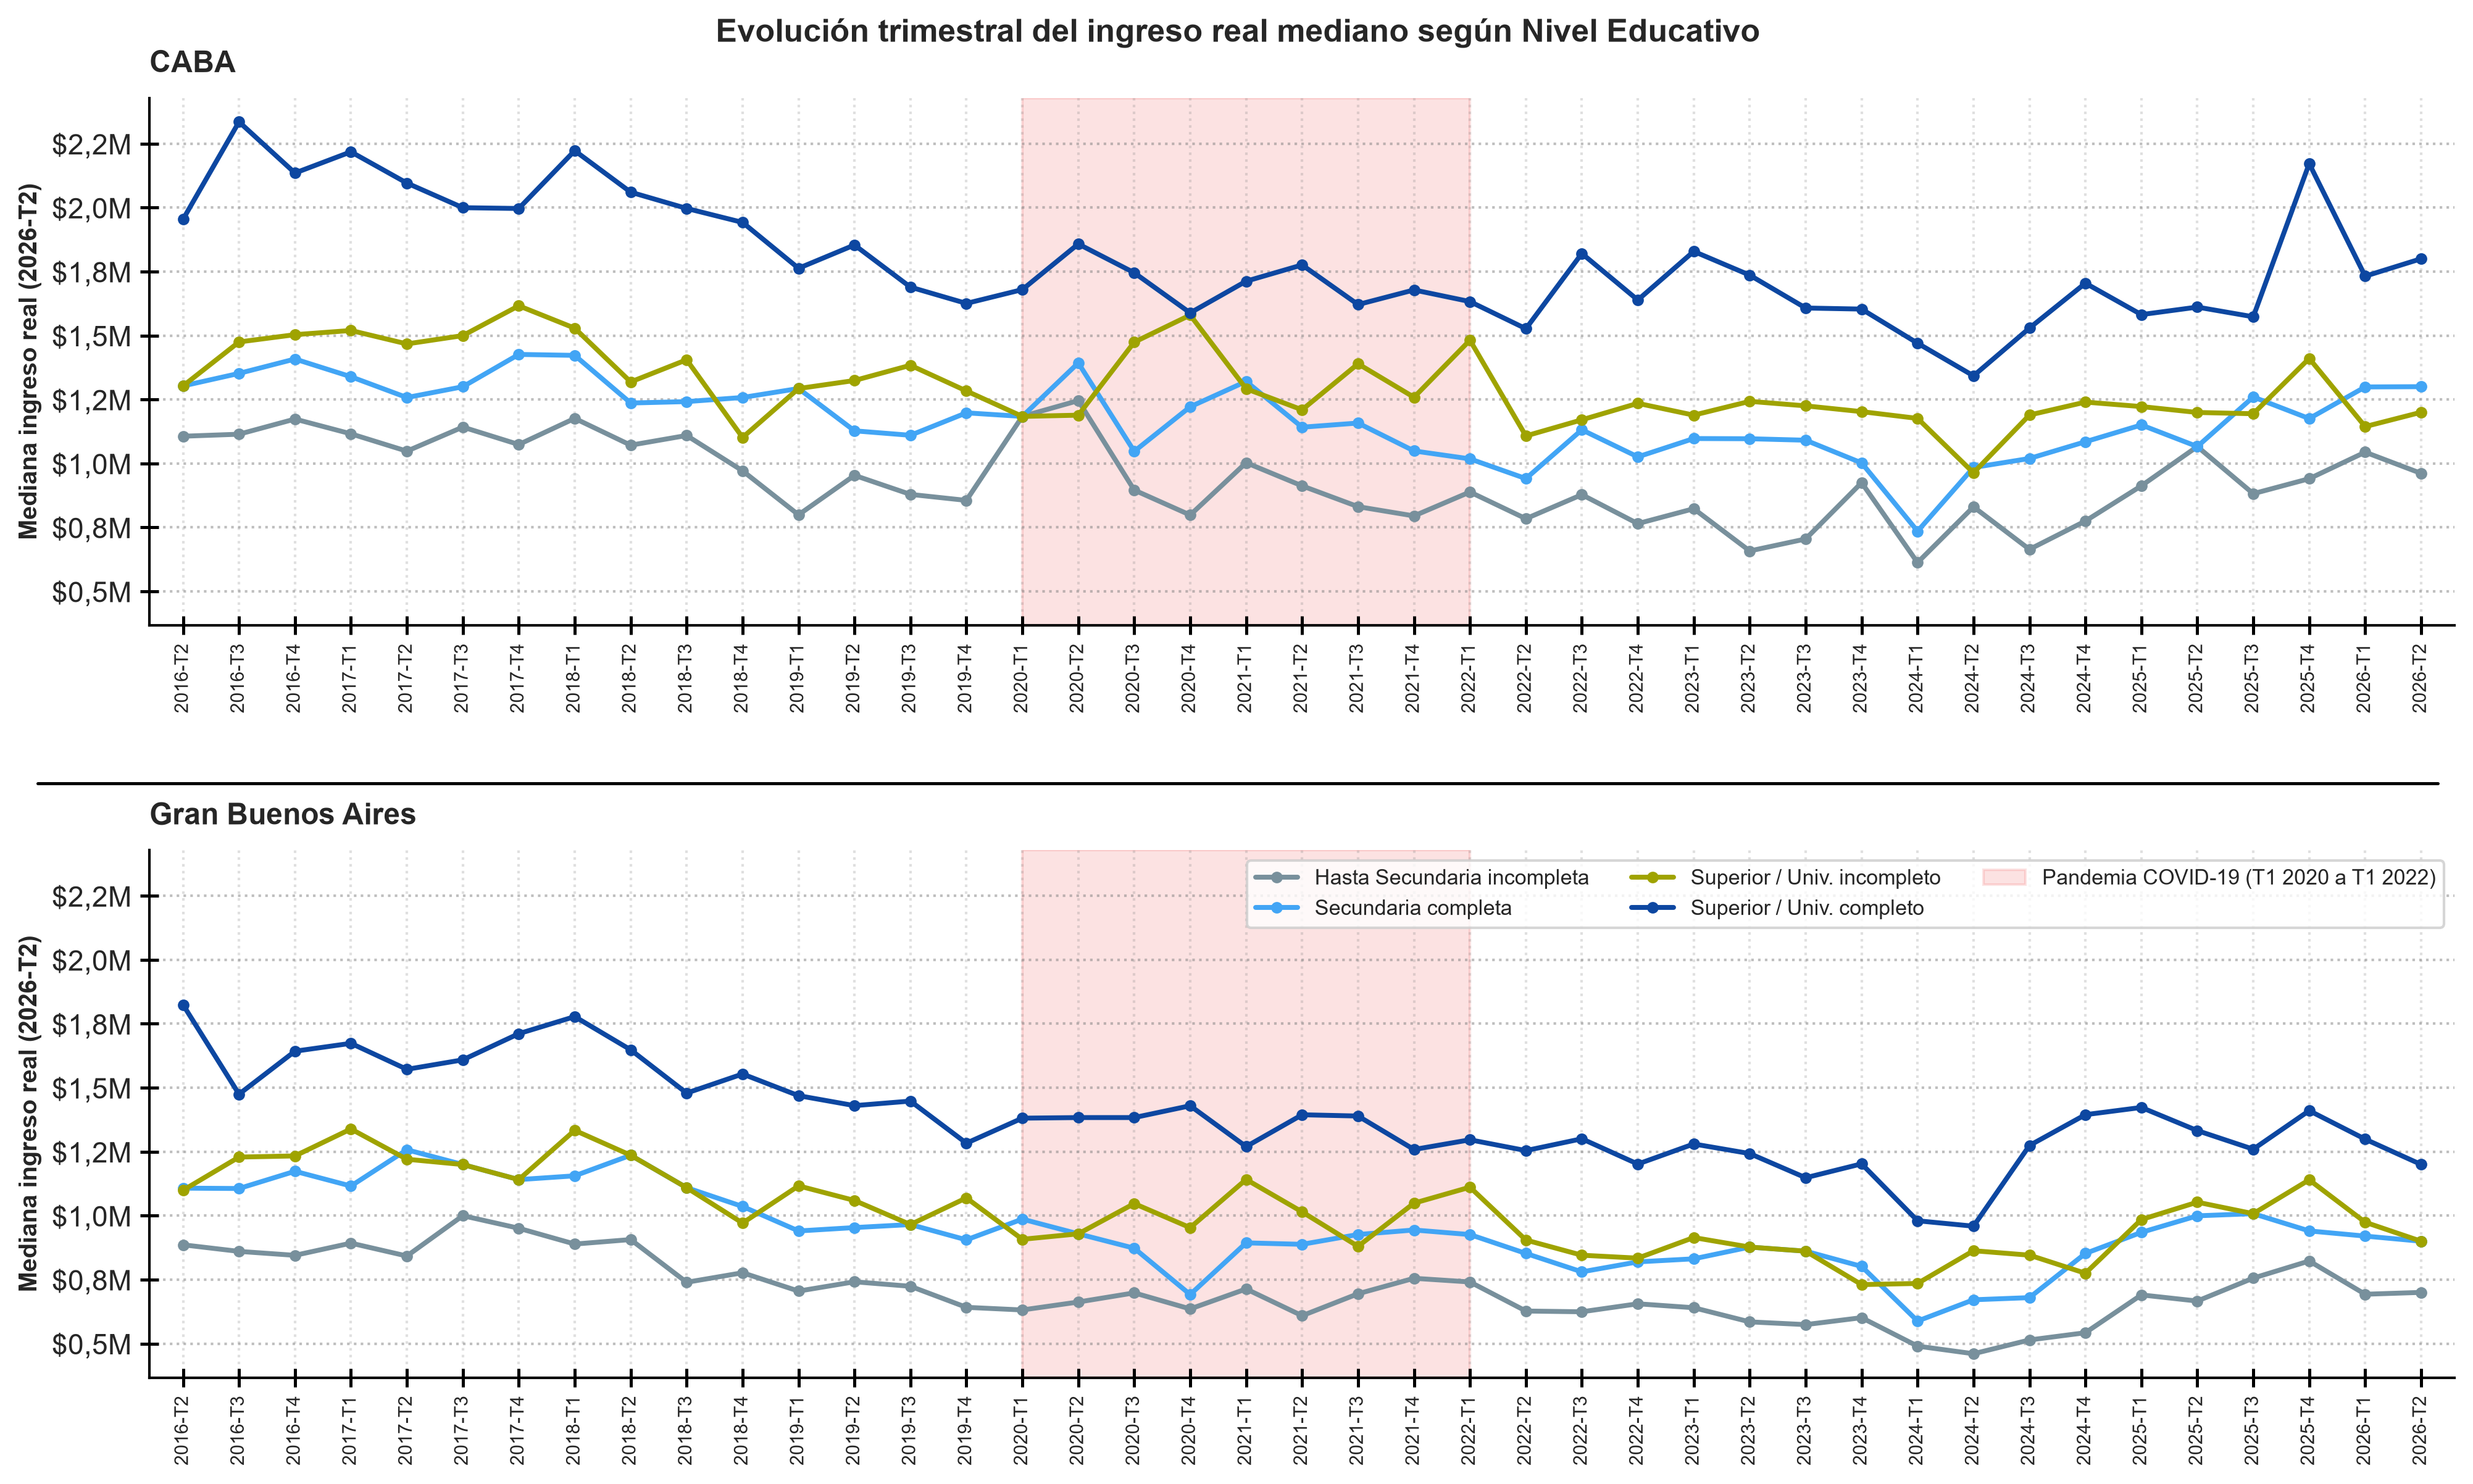 Evolución trimestral del ingreso real mediano según Nivel Educativo
CABA
Mediana ingreso real (2026-T2)
$2,2M
$2,0M
$1,8M
$1,5M
$1,2M
$1,0M
$0,8M
$0,5M
2016-T2
2016-T3
2016-T4
2017-T1
2017-T2
2017-T3
2017-T4
2018-T1
2018-T2
2018-T3
2018-T4
2019-T1
2019-T2
2019-T3
2019-T4
2020-T1
2020-T2
2020-T3
2020-T4
2021-T1
2021-T2
2021-T3
2021-T4
2022-T1
2022-T2
2022-T3
2022-T4
2023-T1
2023-T2
2023-T3
2023-T4
2024-T1
2024-T2
2024-T3
2024-T4
2025-T1
2025-T2
2025-T3
2025-T4
2026-T1
2026-T2
Gran Buenos Aires
Mediana ingreso real (2026-T2)
$2,2M
$2,0M
$1,8M
$1,5M
$1,2M
$1,0M
$0,8M
$0,5M
Hasta Secundaria incompleta
Secundaria completa
Superior / Univ. incompleto
Superior / Univ. completo
Pandemia COVID-19 (T1 2020 a T1 2022)
2016-T2
2016-T3
2016-T4
2017-T1
2017-T2
2017-T3
2017-T4
2018-T1
2018-T2
2018-T3
2018-T4
2019-T1
2019-T2
2019-T3
2019-T4
2020-T1
2020-T2
2020-T3
2020-T4
2021-T1
2021-T2
2021-T3
2021-T4
2022-T1
2022-T2
2022-T3
2022-T4
2023-T1
2023-T2
2023-T3
2023-T4
2024-T1
2024-T2
2024-T3
2024-T4
2025-T1
2025-T2
2025-T3
2025-T4
2026-T1
2026-T2